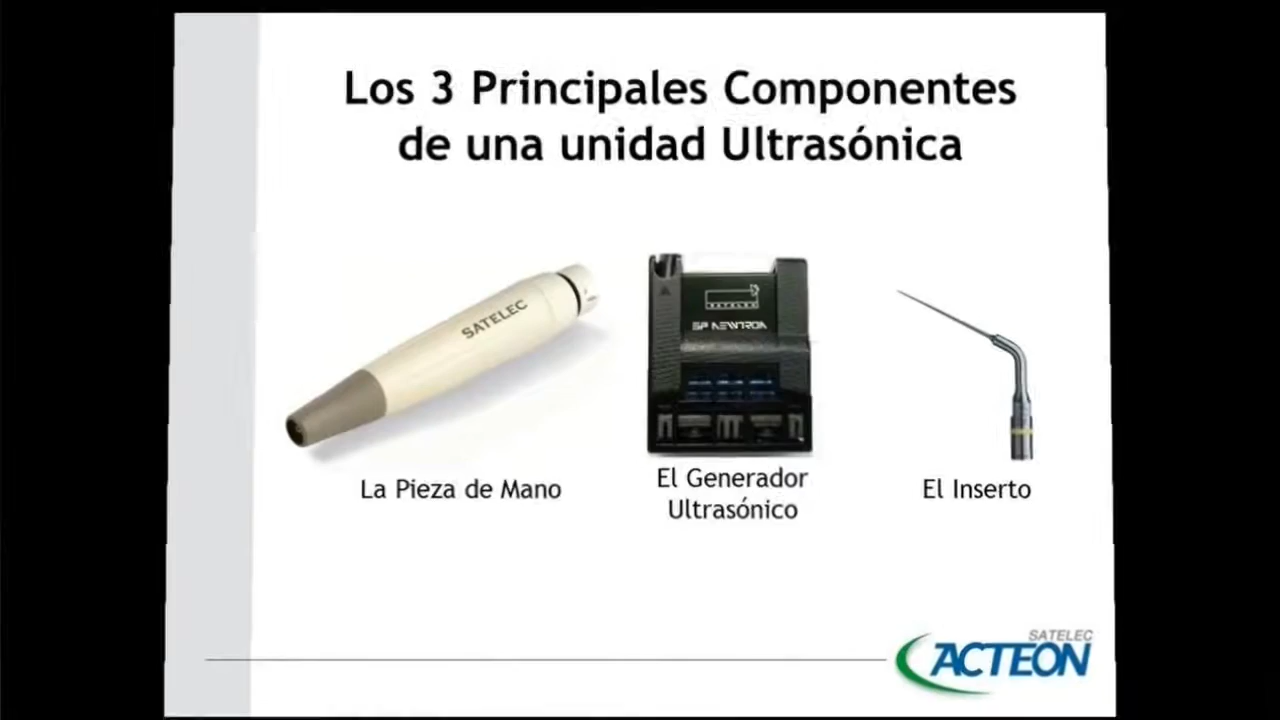 Los 3 Principales Componentes
de una unidad Ultrasónica
SATELEC
SATELEC
SP NEWTRON
La Pieza de Mano
El Generador
Ultrasónico
El Inserto
SATELEC
ACTEON